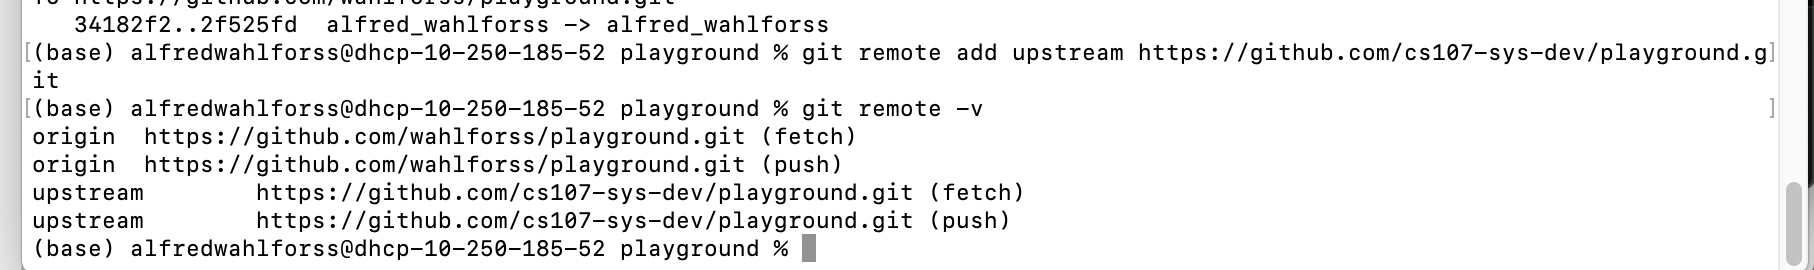 34182f2..2f525fd  alfred_wahlforss -> alfred_wahlforss
[(base) alfredwahlforss@dhcp-10-250-185-52 playground % git remote add upstream https://github.com/cs107-sys-dev/playground.g]
it
[(base) alfredwahlforss@dhcp-10-250-185-52 playground % git remote -v ]
origin  https://github.com/wahlforss/playground.git (fetch)
origin  https://github.com/wahlforss/playground.git (push)
upstream        https://github.com/cs107-sys-dev/playground.git (fetch)
upstream        https://github.com/cs107-sys-dev/playground.git (push)
(base) alfredwahlforss@dhcp-10-250-185-52 playground %